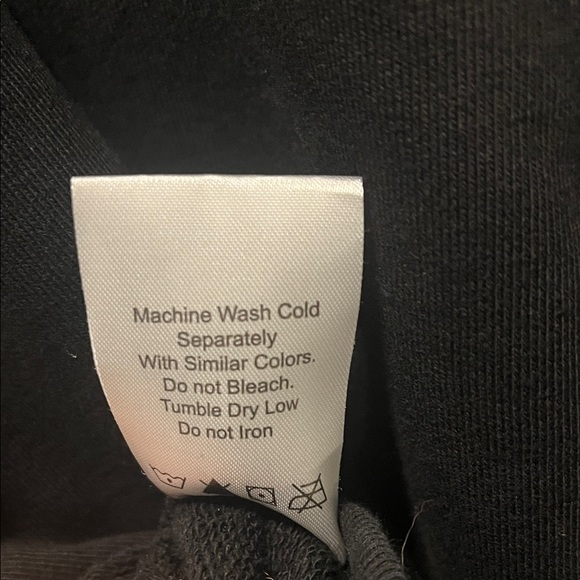 Machine Wash Cold
Separately
With Similar Colors.
Do not Bleach.
Tumble Dry Low
Do not Iron